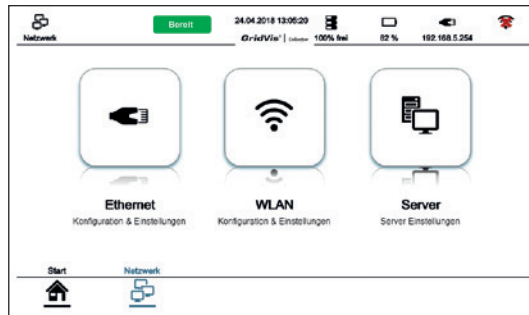 Netzwerk
Bereit
24.04.2018 13:05:29
GridVis® | Collector
100% frei
82 %
192.168.5.254
Ethernet
WLAN
Server
Konfiguration & Einstellungen
Konfiguration & Einstellungen
Server Einstellungen
Start
Netzwerk